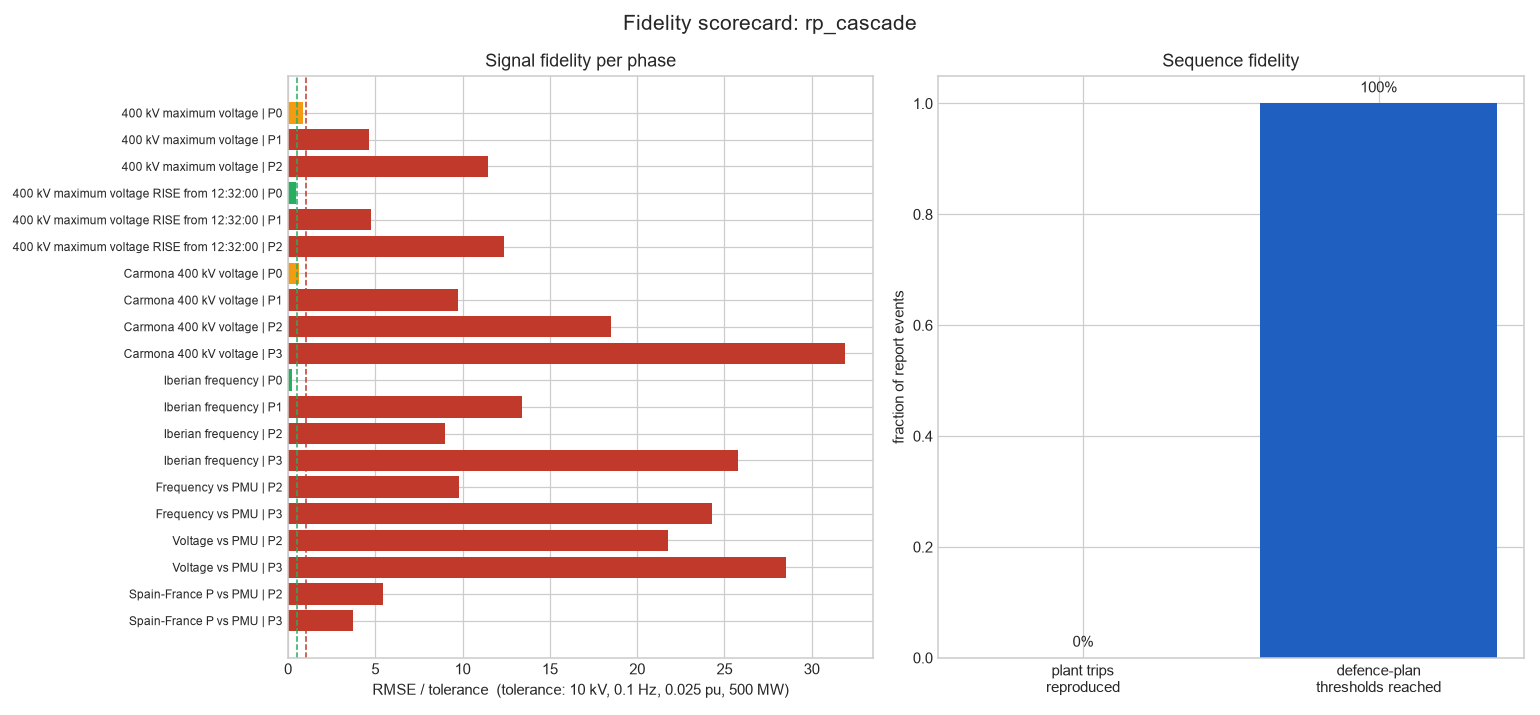 Fidelity scorecard: rp_cascade
Signal fidelity per phase
400 kV maximum voltage | P0
400 kV maximum voltage | P1
400 kV maximum voltage | P2
400 kV maximum voltage RISE from 12:32:00 | P0
400 kV maximum voltage RISE from 12:32:00 | P1
400 kV maximum voltage RISE from 12:32:00 | P2
Carmona 400 kV voltage | P0
Carmona 400 kV voltage | P1
Carmona 400 kV voltage | P2
Carmona 400 kV voltage | P3
Iberian frequency | P0
Iberian frequency | P1
Iberian frequency | P2
Iberian frequency | P3
Frequency vs PMU | P2
Frequency vs PMU | P3
Voltage vs PMU | P2
Voltage vs PMU | P3
Spain-France P vs PMU | P2
Spain-France P vs PMU | P3
0 5 10 15 20 25 30
RMSE / tolerance (tolerance: 10 kV, 0.1 Hz, 0.025 pu, 500 MW)
Sequence fidelity
100%
1.0
0.8
0.6
0.4
0.2
0.0
fraction of report events
0%
plant trips
reproduced
defence-plan
thresholds reached